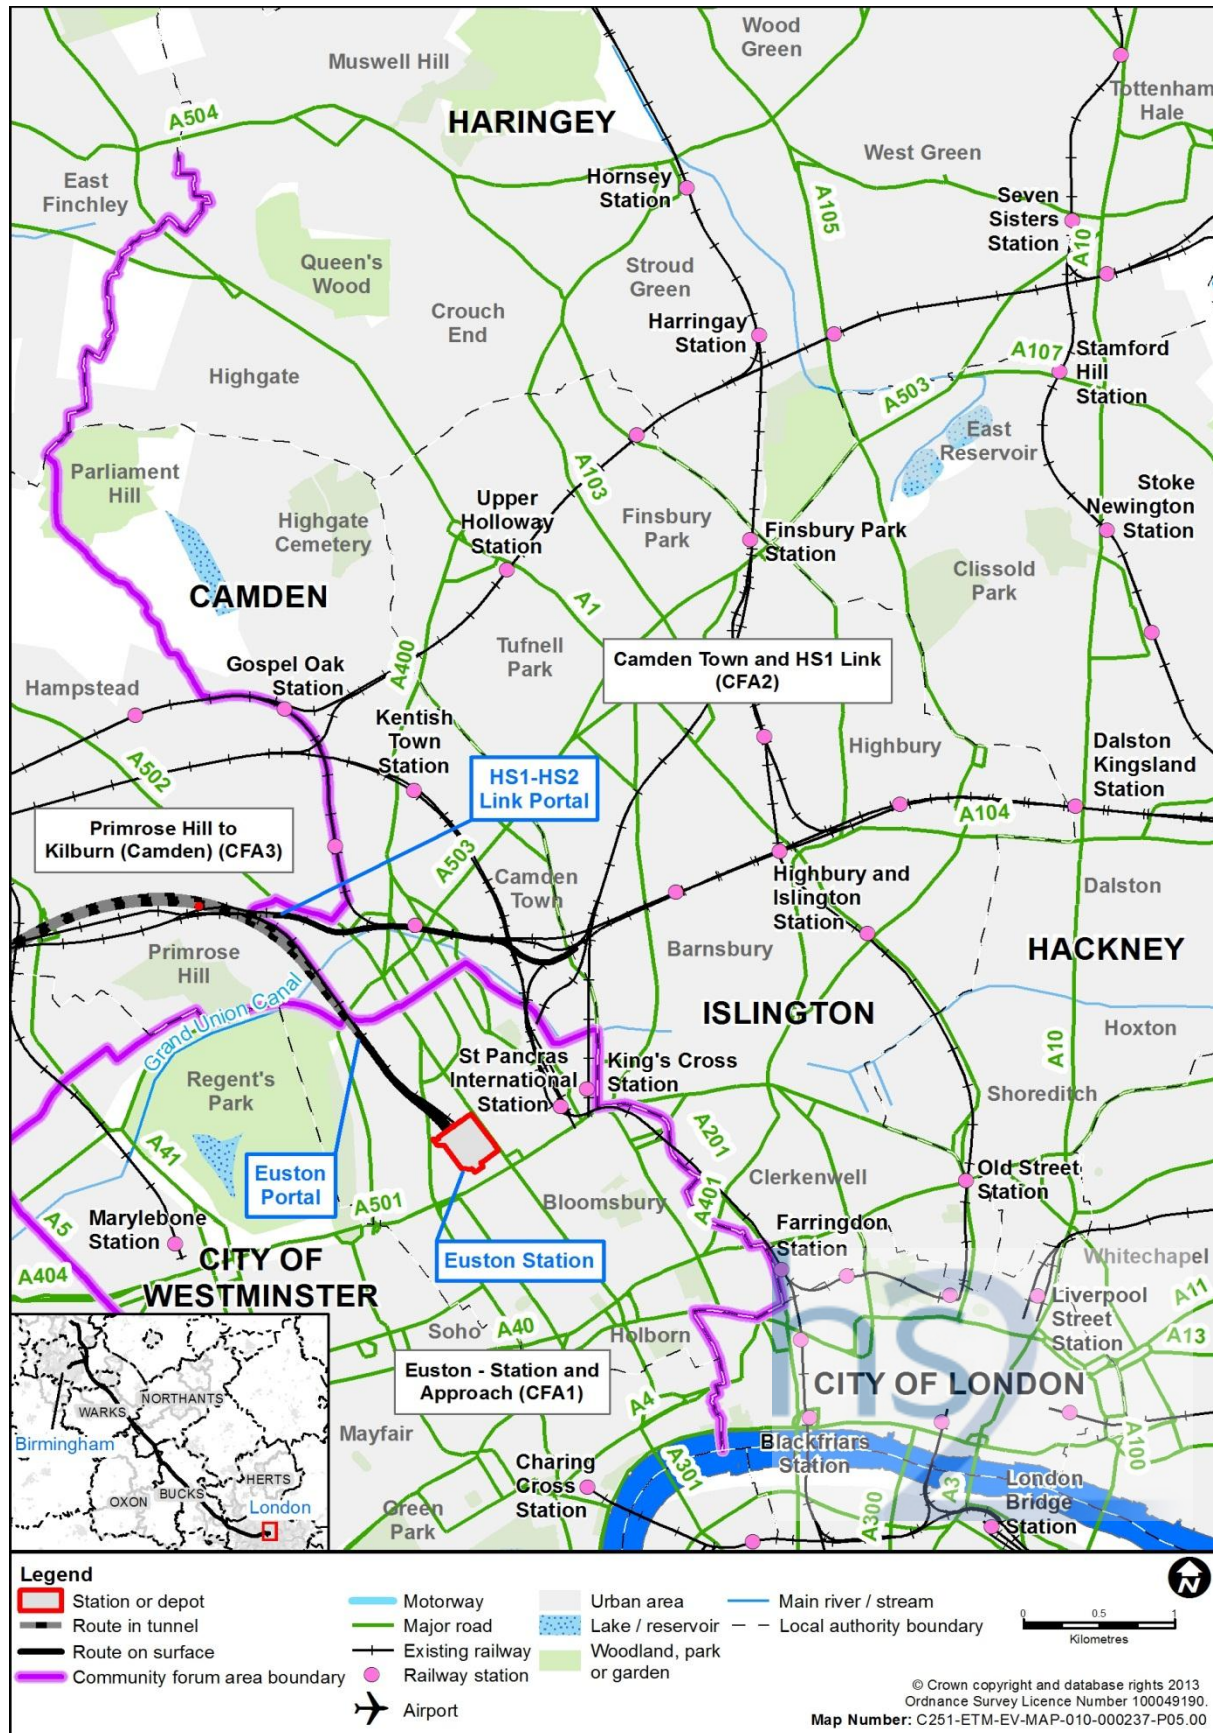 Wood
Green
Muswell Hill
Tottenham
Hale
HARINGEY
A504
West Green
East
Finchley
Hornsey
Station
A105
Seven
Sisters
Station
A10
Queen's
Wood
Stroud
Green
Crouch
End
Harringay
Station
A107
Stamford
Hill
Station
Highgate
A503
East
Reservoir
Parliament
Hill
A103
Stoke
Newington
Station
Upper
Holloway
Station
Finsbury
Park
Finsbury Park
Station
Highgate
Cemetery
Clissold
Park
CAMDEN
A1
Tufnell
Park
A400
Camden Town and HS1 Link
(CFA2)
Gospel Oak
Station
Hampstead
Kentish
Town
Station
Highbury
Dalston
Kingsland
Station
A502
HS1-HS2
Link Portal
A104
Primrose Hill to
Kilburn (Camden) (CFA3)
A503
Camden
Town
Highbury and
Islington
Station
Dalston
Primrose
Hill
Barnsbury
HACKNEY
Grand Union Canal
ISLINGTON
Hoxton
A10
St Pancras
International
Station
King's Cross
Station
Regent's
Park
Shoreditch
A41
A201
Euston
Portal
Clerkenwell
Old Street
Station
Bloomsbury
A401
A501
A5
Marylebone
Station
Farringdon
Station
Euston Station
Whitechapel
CITY OF
WESTMINSTER
A404
Liverpool
Street
Station
A11
A13
hs2
Soho
A40
Holborn
Euston - Station and
Approach (CFA1)
CITY OF LONDON
A4
Mayfair
Blackfriars
Station
A100
Charing
Cross
Station
A301
A3
London
Bridge
Station
Green
Park
A300
NORTHANTS
WARKS
Birmingham
HERTS
BUCKS
OXON
London
Legend
Station or depot
Route in tunnel
Route on surface
Community forum area boundary
Motorway
Major road
Existing railway
Railway station
Airport
Urban area
Lake / reservoir
Woodland, park
or garden
Main river / stream
Local authority boundary
N
0 0.5 1
Kilometres
© Crown copyright and database rights 2013
Ordnance Survey Licence Number 100049190.
Map Number: C251-ETM-EV-MAP-010-000237-P05.00